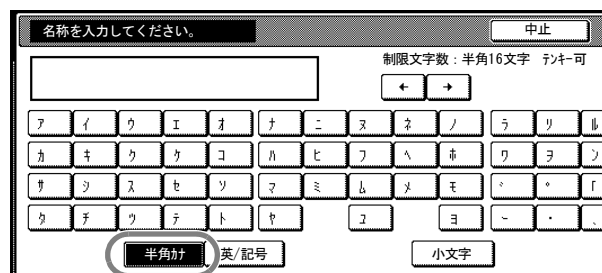 名称を入力してください。 中止
制限文字数：半角16文字 ﾃﾝｷｰ可
← →
ｱ ｲ ｳ ｴ ｵ ﾅ ﾆ ﾇ ﾈ ﾉ ﾗ ﾘ ﾙ
ｶ ｷ ｸ ｹ ｺ ﾊ ﾋ ﾌ ﾍ ﾎ ﾜ ｦ ﾝ
ｻ ｼ ｽ ｾ ｿ ﾏ ﾐ ﾑ ﾒ ﾓ ﾞ ﾟ ｢
ﾀ ﾁ ﾂ ﾃ ﾄ ﾔ ﾕ ﾖ ･
半角ｶﾅ 英/記号 小文字